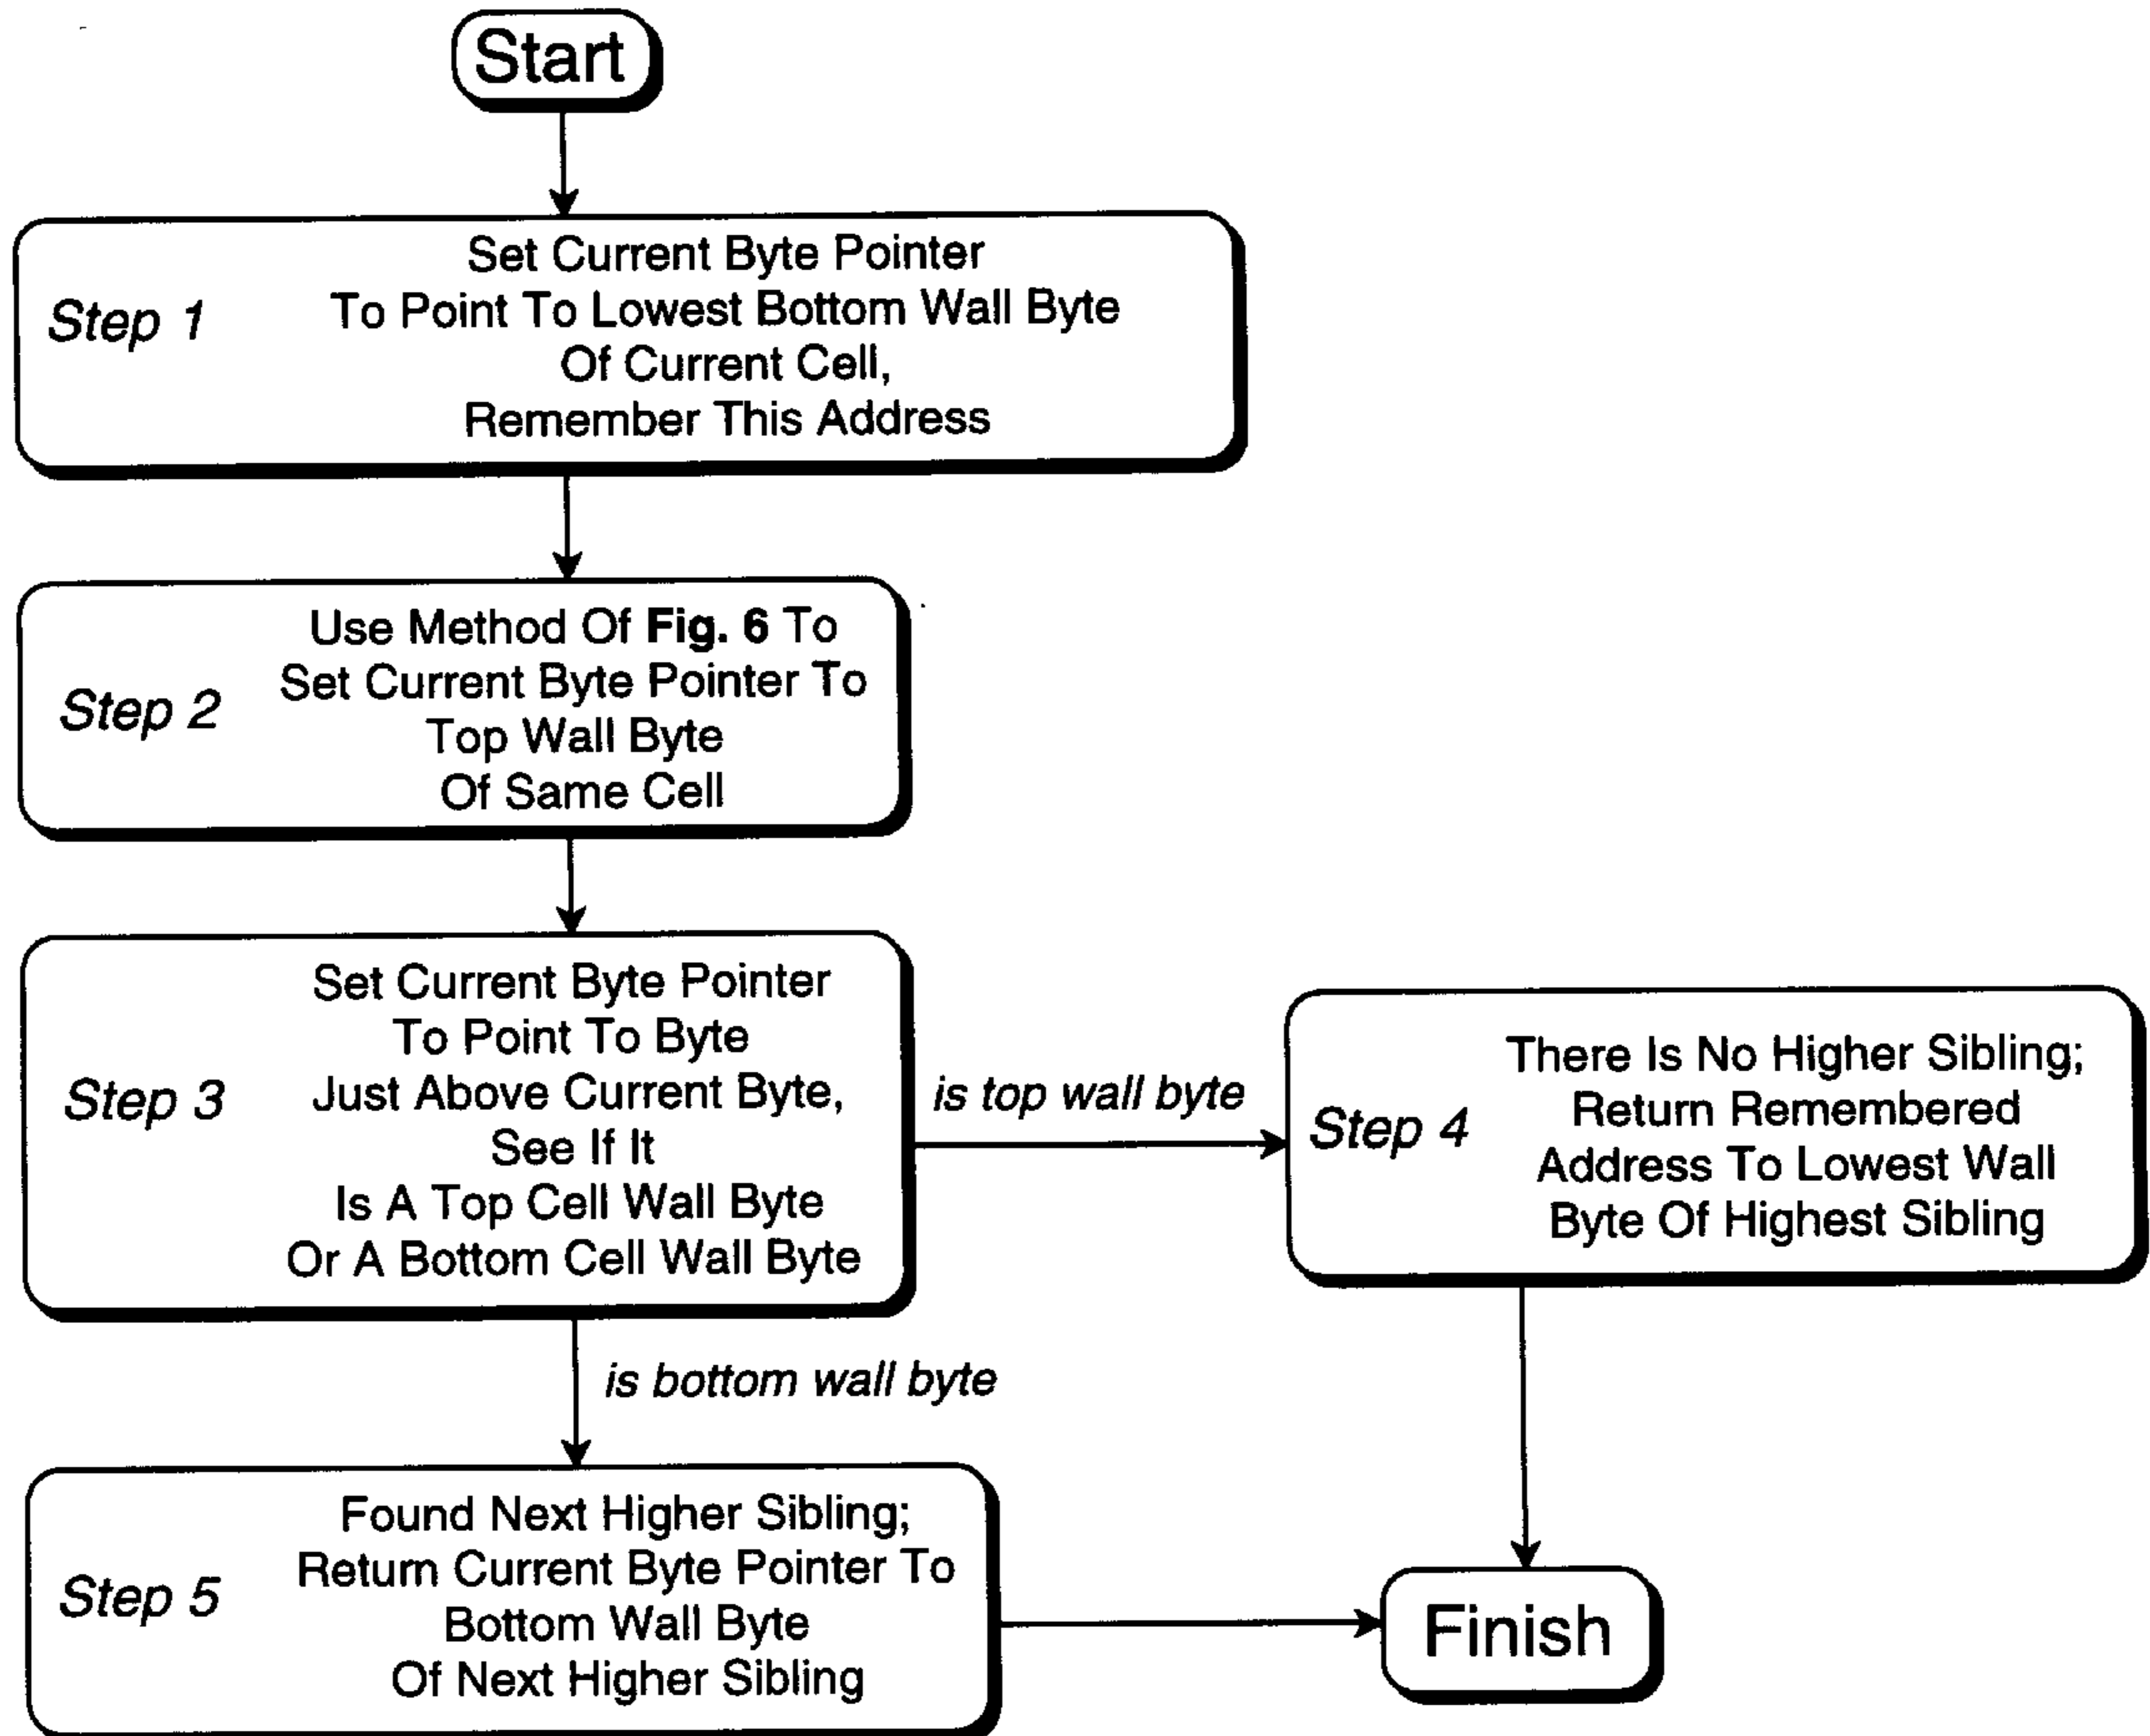 Start
Step 1
Set Current Byte Pointer
To Point To Lowest Bottom Wall Byte
Of Current Cell,
Remember This Address
Step 2
Use Method Of Fig. 6 To
Set Current Byte Pointer To
Top Wall Byte
Of Same Cell
Step 3
Set Current Byte Pointer
To Point To Byte
Just Above Current Byte,
See If It
Is A Top Cell Wall Byte
Or A Bottom Cell Wall Byte
is top wall byte
Step 4
There Is No Higher Sibling;
Return Remembered
Address To Lowest Wall
Byte Of Highest Sibling
is bottom wall byte
Step 5
Found Next Higher Sibling;
Return Current Byte Pointer To
Bottom Wall Byte
Of Next Higher Sibling
Finish